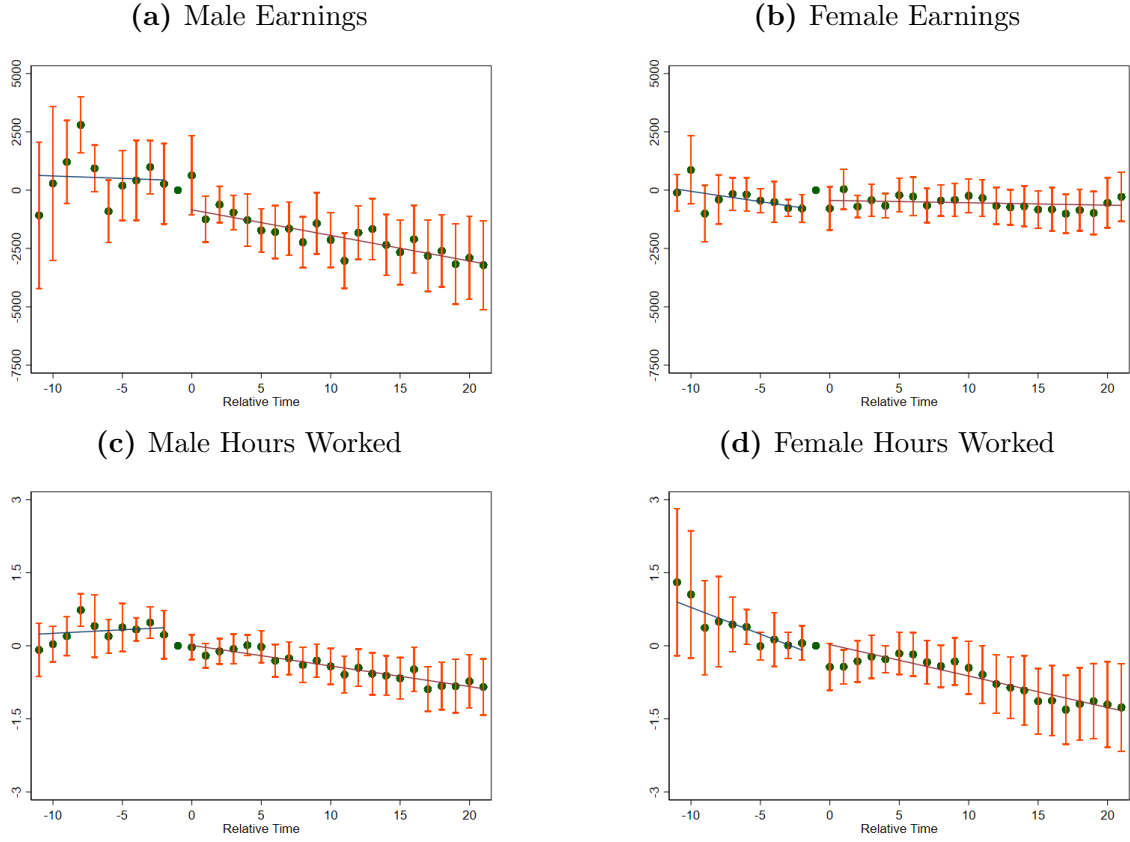 (a) Male Earnings
5000
2500
0
-2500
-5000
-7500
-10 -5 0 5 10 15 20
Relative Time
(b) Female Earnings
5000
2500
0
-2500
-5000
-7500
-10 -5 0 5 10 15 20
Relative Time
(c) Male Hours Worked
3
1.5
0
-1.5
-3
-10 -5 0 5 10 15 20
Relative Time
(d) Female Hours Worked
3
1.5
0
-1.5
-3
-10 -5 0 5 10 15 20
Relative Time